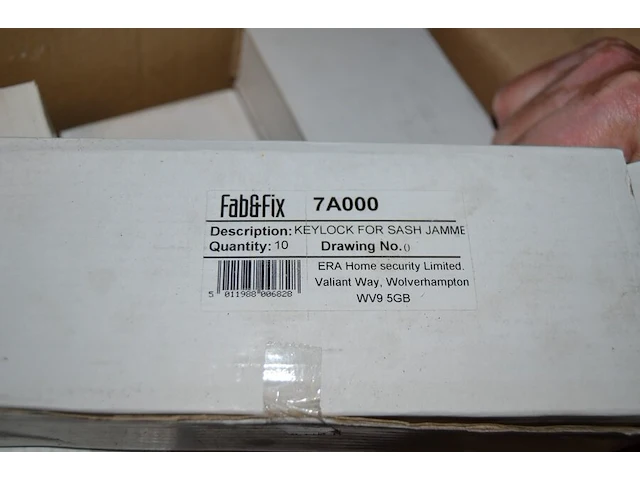 Fab&Fix 7A000
Description: KEYLOCK FOR SASH JAMME
Quantity: 10 Drawing No. 0
ERA Home security Limited.
Valiant Way, Wolverhampton
WV9 5GB
5 011988 006828